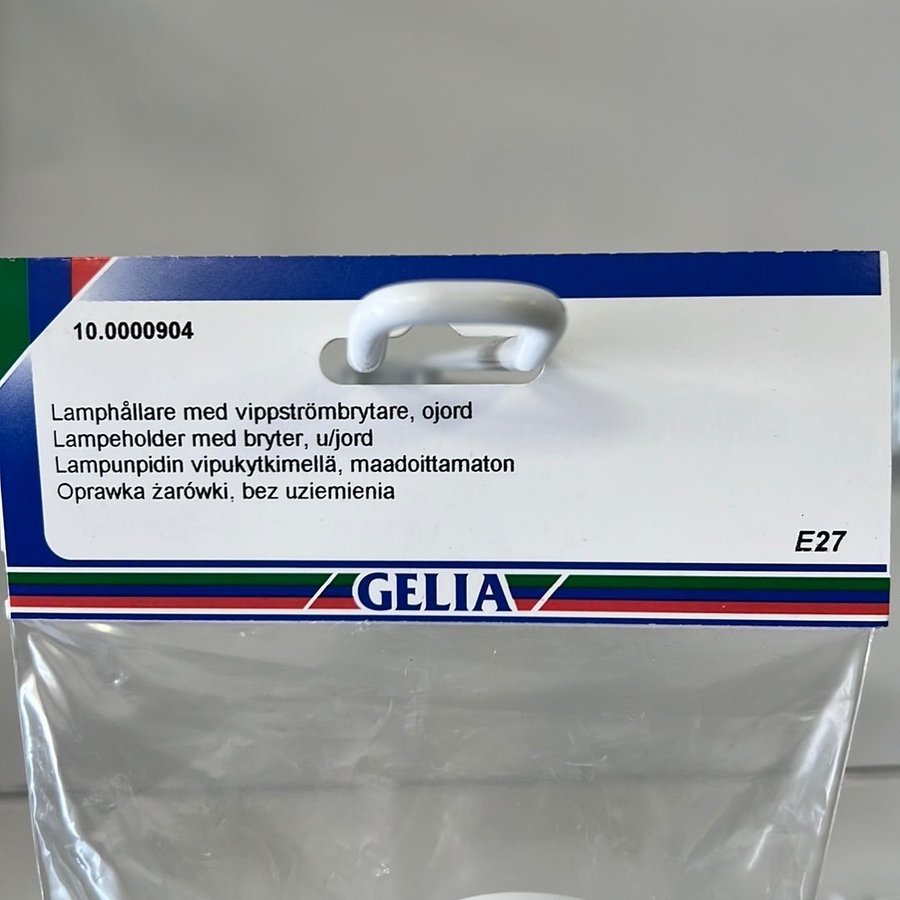 10.0000904
Lamphållare med vippströmbrytare, ojord
Lampeholder med bryter, u/jord
Lampunpidin vipukytkimellä, maadoittamaton
Oprawka żarówki, bez uziemienia
E27
GELIA